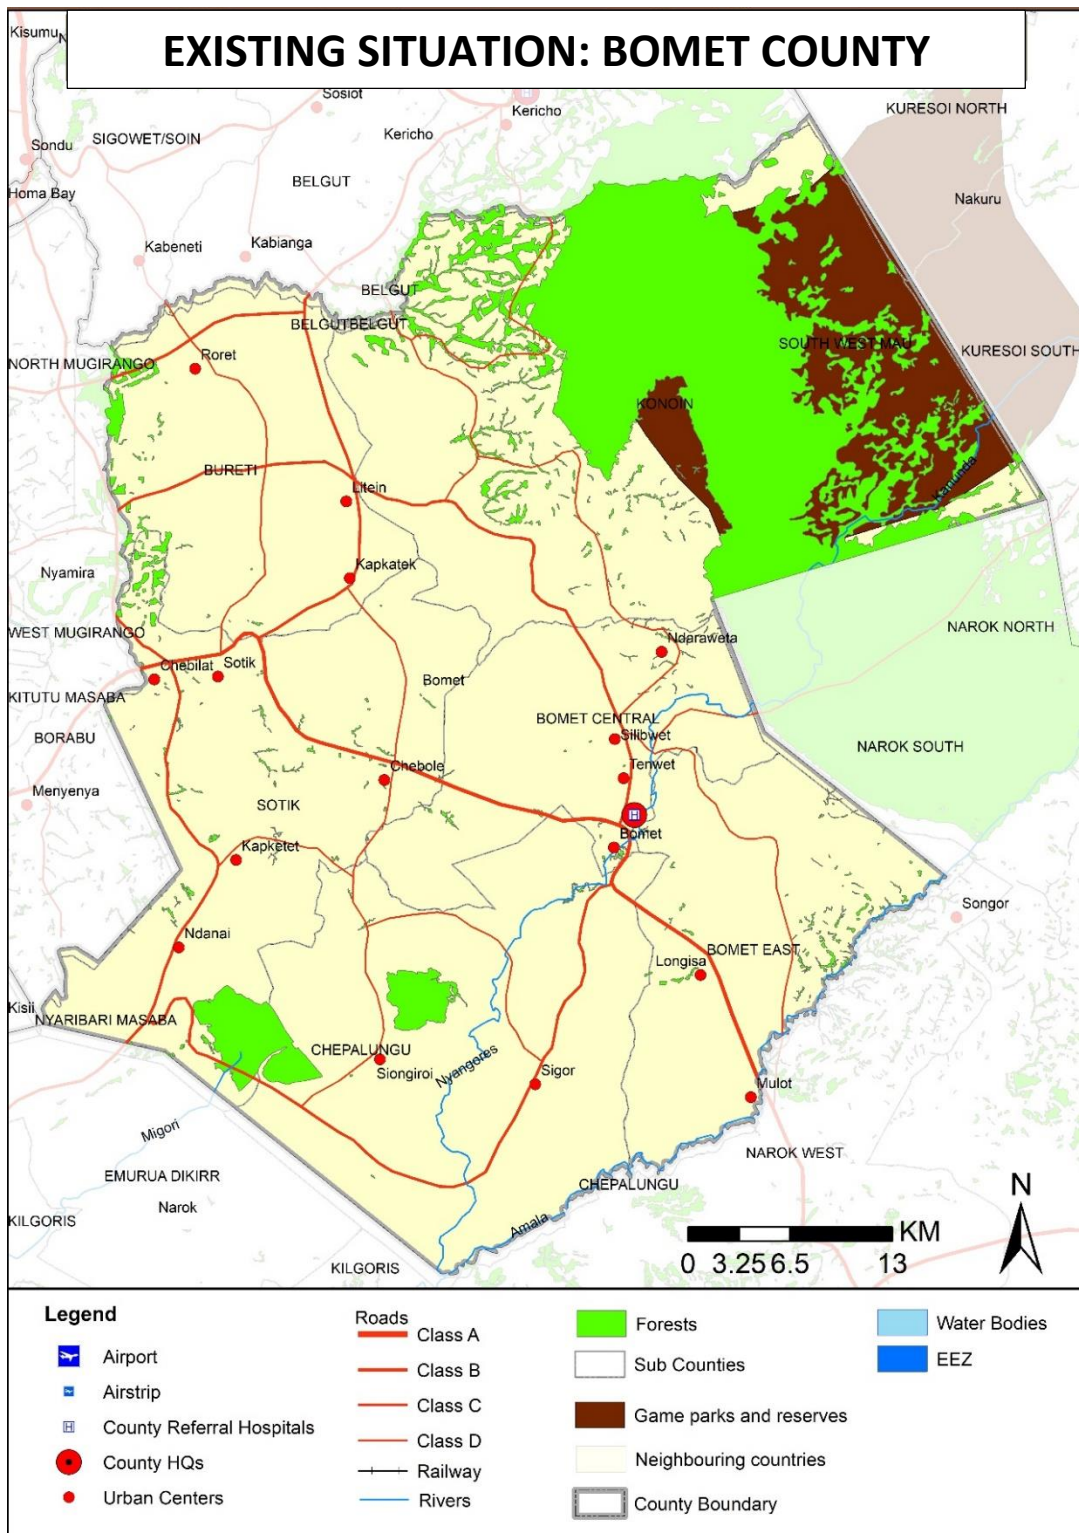 EXISTING SITUATION: BOMET COUNTY
Kisumu
Sosiot
Kericho
Kericho
KURESOI NORTH
SIGOWET/SOIN
Sondu
BELGUT
Homa Bay
Nakuru
Kabeneti
Kabianga
BELGUT
BELGUTBELGUT
SOUTH WEST MAU
KURESOI SOUTH
NORTH MUGIRANGO
Roret
KONOIN
BURETI
Litein
Kapunda
Nyamira
Kapkatek
WEST MUGIRANGO
NAROK NORTH
Ndaraweta
Chebilat
Sotik
Bomet
KITUTU MASABA
BOMET CENTRAL
Silibwet
BORABU
NAROK SOUTH
Chebole
Tenwet
Menyenya
SOTIK
Bomet
Kapketet
Songor
Ndanai
BOMET EAST
Longisa
Kisii
NYARIBARI MASABA
CHEPALUNGU
Siongiroi
Nyangores
Sigor
Mulot
Migori
NAROK WEST
EMURUA DIKIRR
CHEPALUNGU
Narok
KILGORIS
Amala
KILGORIS
N
KM
0 3.25 6.5 13
Legend
Airport
Airstrip
County Referral Hospitals
County HQs
Urban Centers
Roads
Class A
Class B
Class C
Class D
Railway
Rivers
Forests
Sub Counties
Game parks and reserves
Neighbouring countries
County Boundary
Water Bodies
EEZ